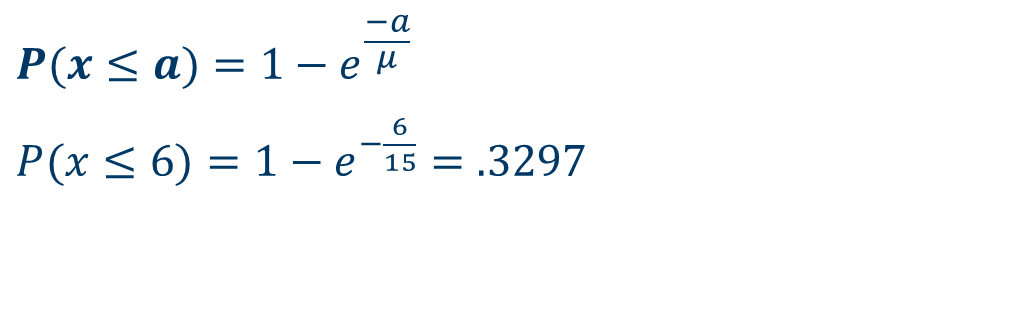 P(x ≤ a) = 1 − e^(−a/μ)
P(x ≤ 6) = 1 − e^(−6/15) = .3297